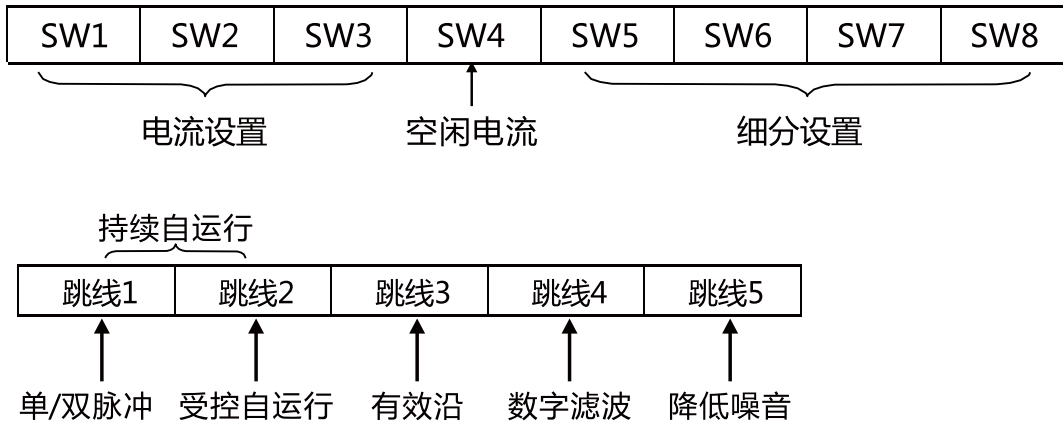 SW1 SW2 SW3 SW4 SW5 SW6 SW7 SW8
电流设置 空闲电流 细分设置
持续自运行
跳线1 跳线2 跳线3 跳线4 跳线5
单/双脉冲 受控自运行 有效沿 数字滤波 降低噪音